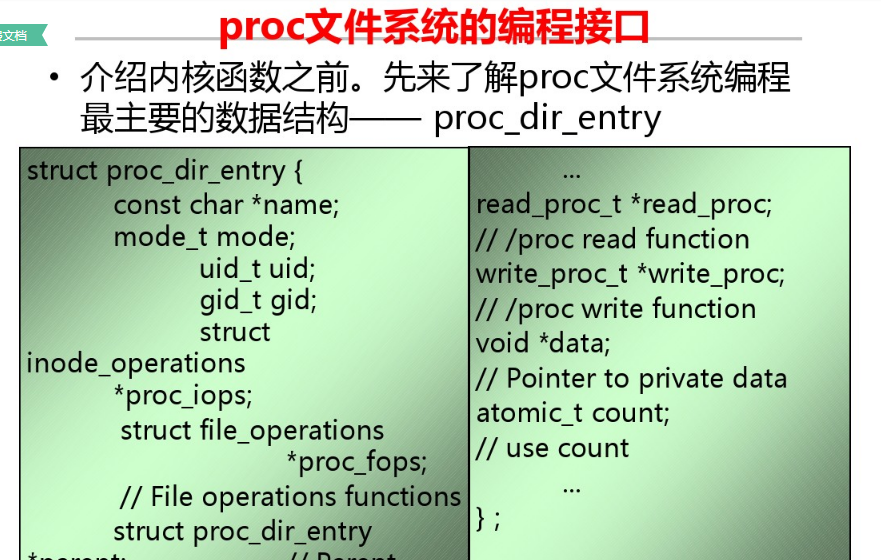 文档
proc文件系统的编程接口
• 介绍内核函数之前。先来了解proc文件系统编程
最主要的数据结构—— proc_dir_entry
struct proc_dir_entry {
const char *name;
mode_t mode;
uid_t uid;
gid_t gid;
struct
inode_operations
*proc_iops;
struct file_operations
*proc_fops;
// File operations functions
struct proc_dir_entry
*parent; // Parent
...
read_proc_t *read_proc;
// /proc read function
write_proc_t *write_proc;
// /proc write function
void *data;
// Pointer to private data
atomic_t count;
// use count
...
} ;